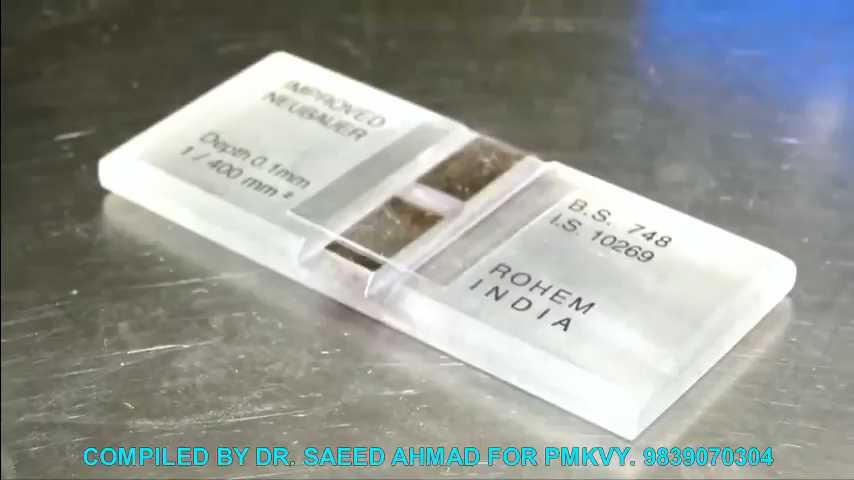 IMPROVED
NEUBAUER
Depth 0.1mm
1 / 400 mm ²
B.S. 748
I.S. 10269
ROHEM
INDIA
COMPILED BY DR. SAEED AHMAD FOR PMKVY. 9839070304